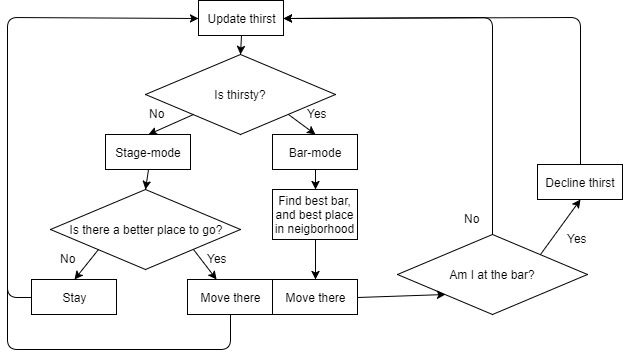 Update thirst
Is thirsty?
No
Yes
Stage-mode
Bar-mode
Find best bar,
and best place
in neigborhood
Is there a better place to go?
No
Yes
Stay
Move there
Move there
Am I at the bar?
No
Yes
Decline thirst